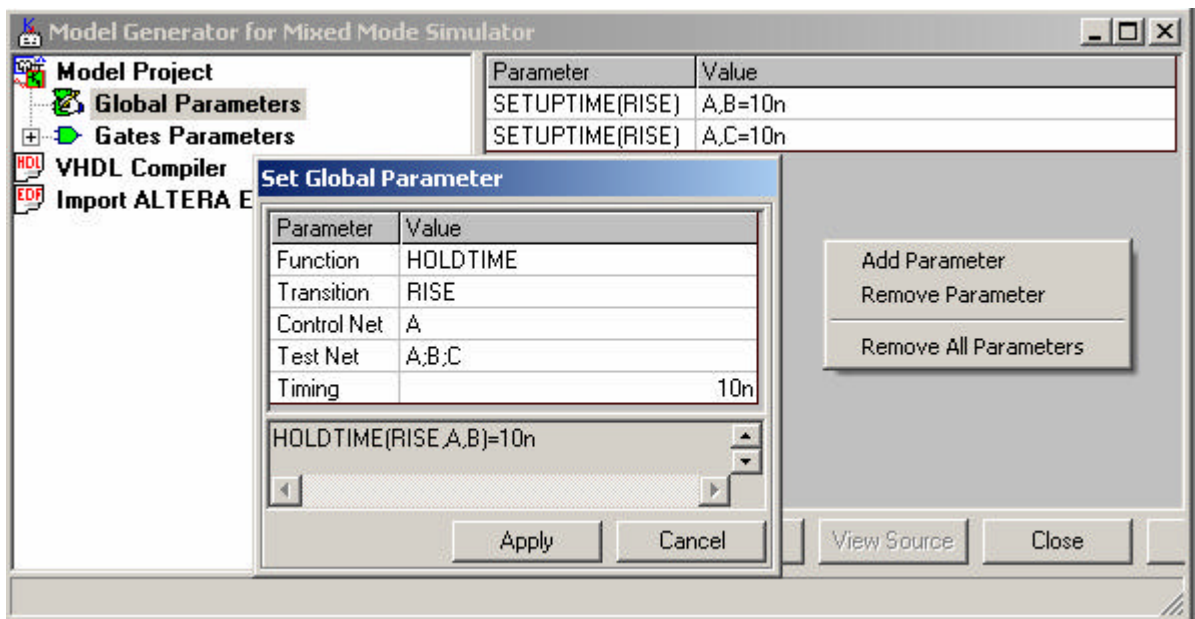 Model Generator for Mixed Mode Simulator
Model Project
Global Parameters
Gates Parameters
HDL VHDL Compiler
EDF Import ALTERA E
Parameter Value
SETUPTIME(RISE) A,B=10n
SETUPTIME(RISE) A,C=10n
Set Global Parameter
Parameter Value
Function HOLDTIME
Transition RISE
Control Net A
Test Net A;B;C
Timing 10n
HOLDTIME(RISE,A,B)=10n
Apply Cancel
Add Parameter
Remove Parameter
Remove All Parameters
View Source Close